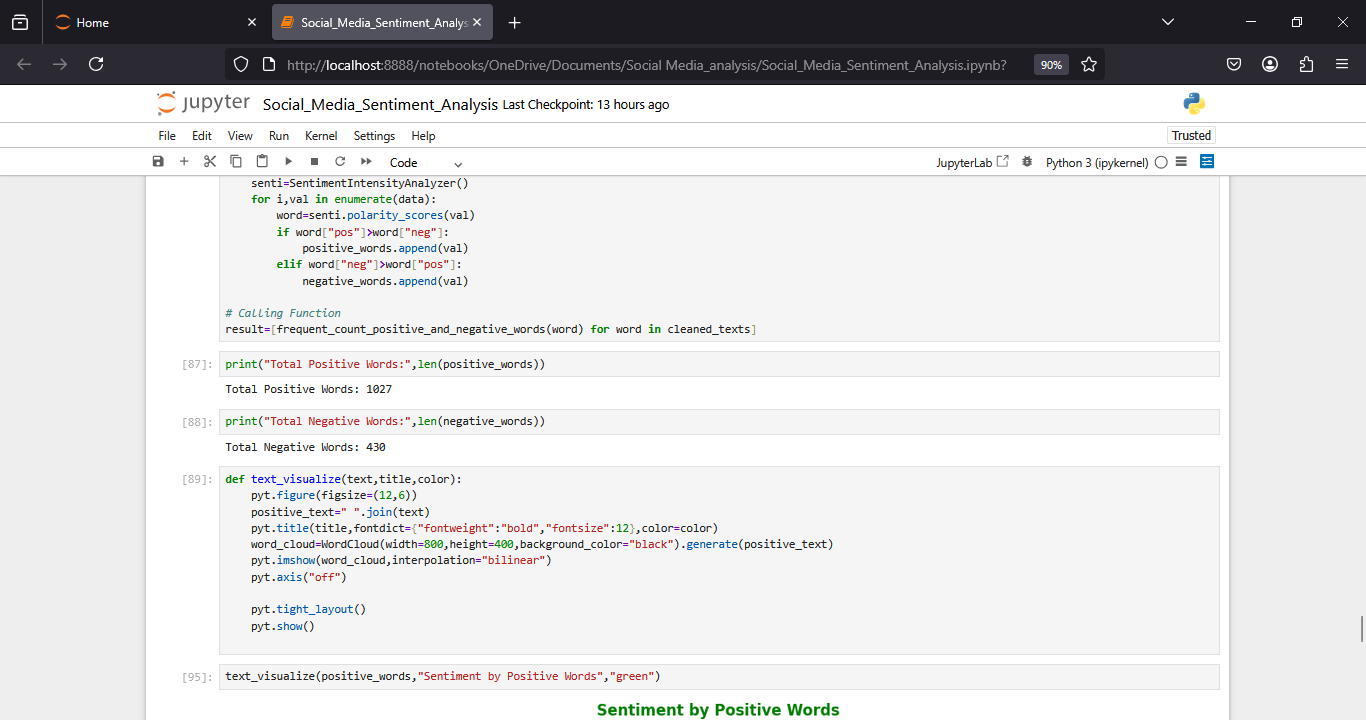 Home
Social_Media_Sentiment_Analys
http://localhost:8888/notebooks/OneDrive/Documents/Social Media_analysis/Social_Media_Sentiment_Analysis.ipynb?
90%
jupyter Social_Media_Sentiment_Analysis Last Checkpoint: 13 hours ago
File Edit View Run Kernel Settings Help
Trusted
Code
JupyterLab
Python 3 (ipykernel)
    senti=SentimentIntensityAnalyzer()
    for i,val in enumerate(data):
        word=senti.polarity_scores(val)
        if word["pos"]>word["neg"]:
            positive_words.append(val)
        elif word["neg"]>word["pos"]:
            negative_words.append(val)
# Calling Function
result=[frequent_count_positive_and_negative_words(word) for word in cleaned_texts]
[87]: print("Total Positive Words:",len(positive_words))
Total Positive Words: 1027
[88]: print("Total Negative Words:",len(negative_words))
Total Negative Words: 430
[89]: def text_visualize(text,title,color):
    pyt.figure(figsize=(12,6))
    positive_text=" ".join(text)
    pyt.title(title,fontdict={"fontweight":"bold","fontsize":12},color=color)
    word_cloud=WordCloud(width=800,height=400,background_color="black").generate(positive_text)
    pyt.imshow(word_cloud,interpolation="bilinear")
    pyt.axis("off")
    pyt.tight_layout()
    pyt.show()
[95]: text_visualize(positive_words,"Sentiment by Positive Words","green")
Sentiment by Positive Words